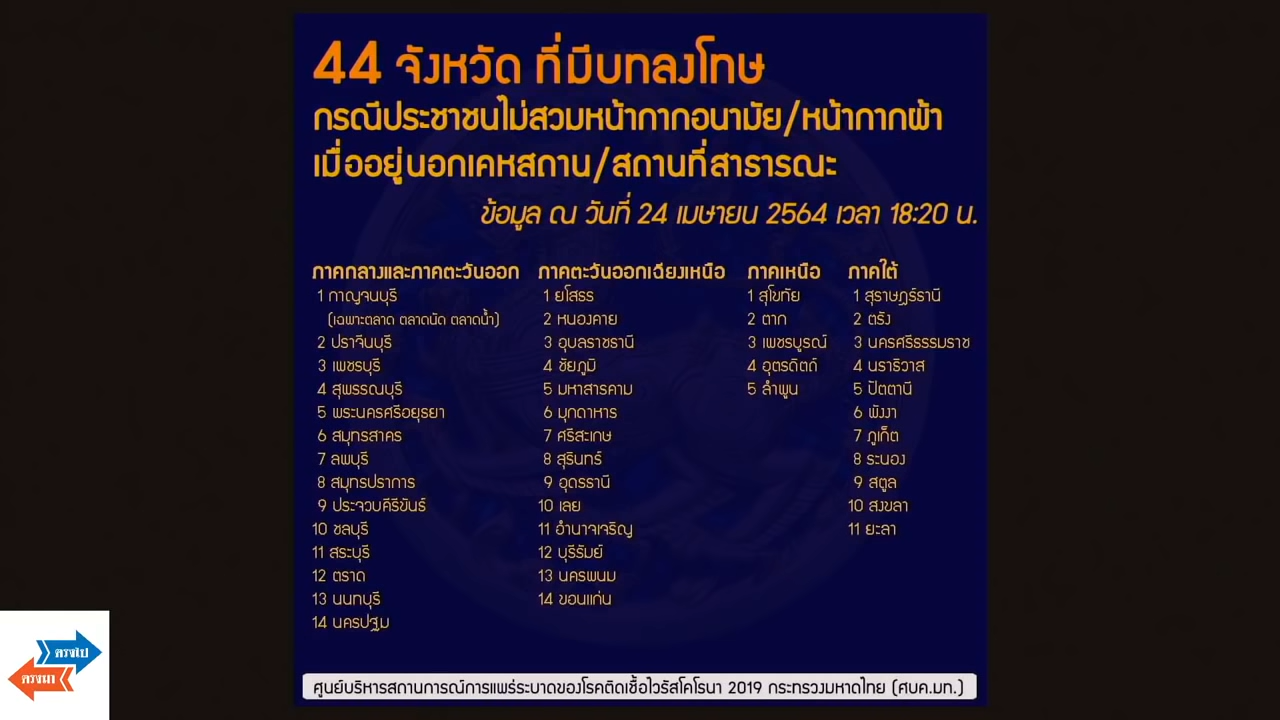 44 จังหวัด ที่มีบทลงโทษ
กรณีประชาชนไม่สวมหน้ากากอนามัย/หน้ากากผ้า
เมื่ออยู่นอกเคหสถาน/สถานที่สาธารณะ
ข้อมูล ณ วันที่ 24 เมษายน 2564 เวลา 18:20 น.
ภาคกลางและภาคตะวันออก
1 กาญจนบุรี
(เฉพาะตลาด ตลาดนัด ตลาดน้ำ)
2 ปราจีนบุรี
3 เพชรบุรี
4 สุพรรณบุรี
5 พระนครศรีอยุธยา
6 สมุทรสาคร
7 ลพบุรี
8 สมุทรปราการ
9 ประจวบคีรีขันธ์
10 ชลบุรี
11 สระบุรี
12 ตราด
13 นนทบุรี
14 นครปฐม
ภาคตะวันออกเฉียงเหนือ
1 ยโสธร
2 หนองคาย
3 อุบลราชธานี
4 ชัยภูมิ
5 มหาสารคาม
6 มุกดาหาร
7 ศรีสะเกษ
8 สุรินทร์
9 อุดรธานี
10 เลย
11 อำนาจเจริญ
12 บุรีรัมย์
13 นครพนม
14 ขอนแก่น
ภาคเหนือ
1 สุโขทัย
2 ตาก
3 เพชรบูรณ์
4 อุตรดิตถ์
5 ลำพูน
ภาคใต้
1 สุราษฎร์ธานี
2 ตรัง
3 นครศรีธรรมราช
4 นราธิวาส
5 ปัตตานี
6 พังงา
7 ภูเก็ต
8 ระนอง
9 สตูล
10 สงขลา
11 ยะลา
ศูนย์บริหารสถานการณ์การแพร่ระบาดของโรคติดเชื้อไวรัสโคโรนา 2019 กระทรวงมหาดไทย (ศบค.มท.)
ตรงไป
ตรงมา